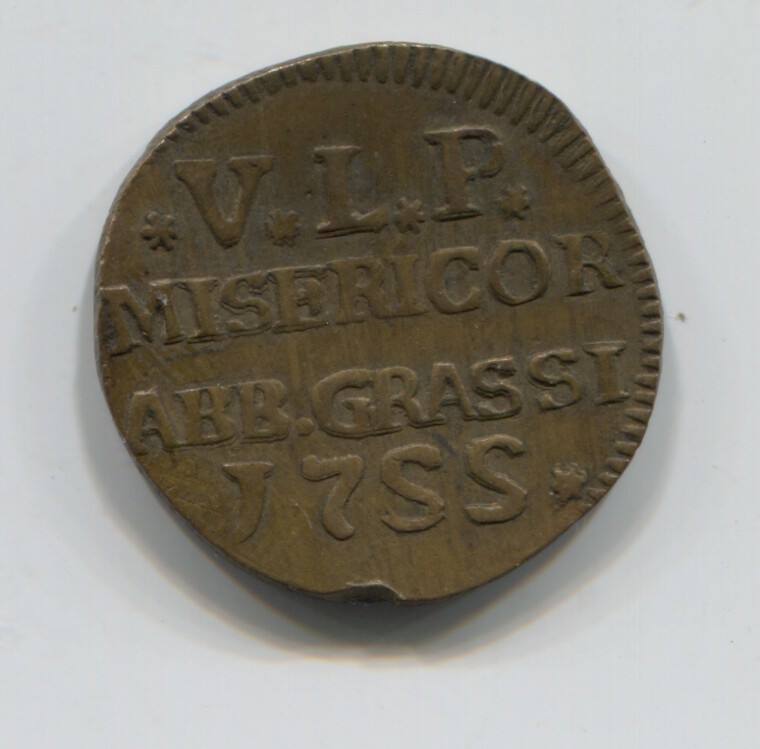 *V.*L.*P.*
MISERICOR
ABB.GRASSI
1755*